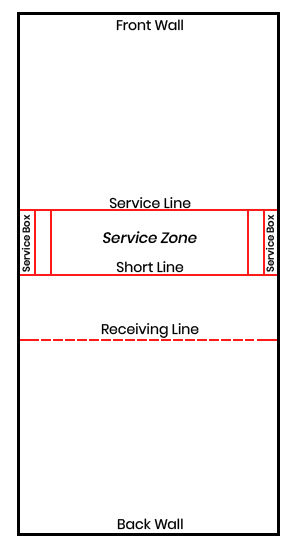 Front Wall
Service Line
Service Box
Service Zone
Service Box
Short Line
Receiving Line
Back Wall